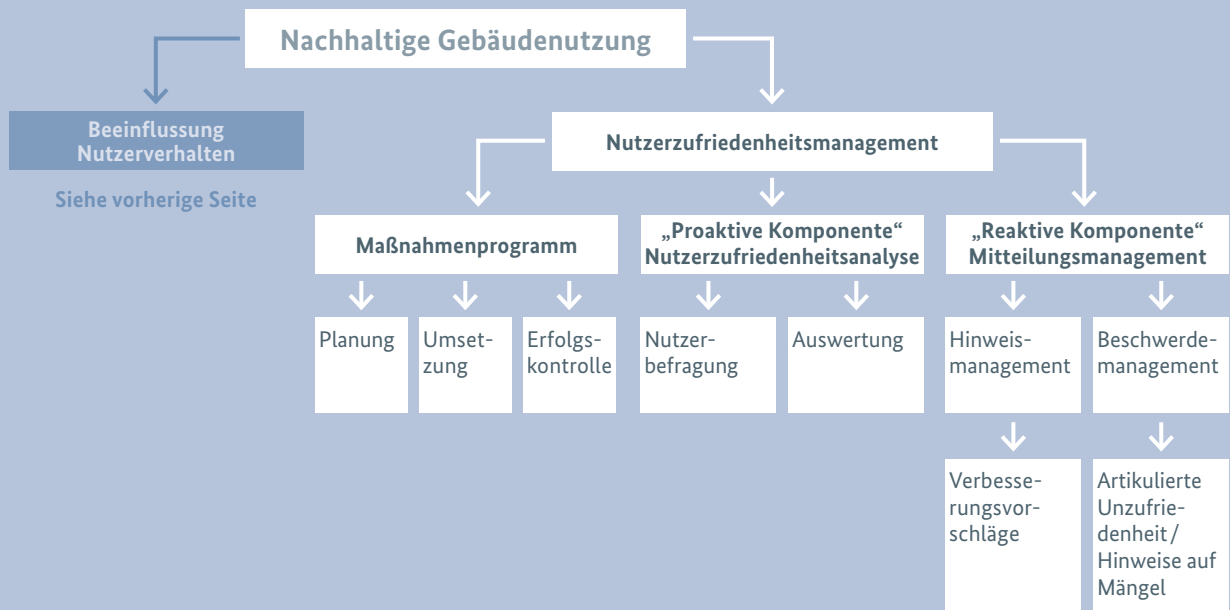 Nachhaltige Gebäudenutzung
Beeinflussung
Nutzerverhalten
Siehe vorherige Seite
Nutzerzufriedenheitsmanagement
Maßnahmenprogramm
„Proaktive Komponente“
Nutzerzufriedenheitsanalyse
„Reaktive Komponente“
Mitteilungsmanagement
Planung
Umset-
zung
Erfolgs-
kontrolle
Nutzer-
befragung
Auswertung
Hinweis-
management
Beschwerde-
management
Verbesse-
rungsvor-
schläge
Artikulierte
Unzufrie-
denheit /
Hinweise auf
Mängel